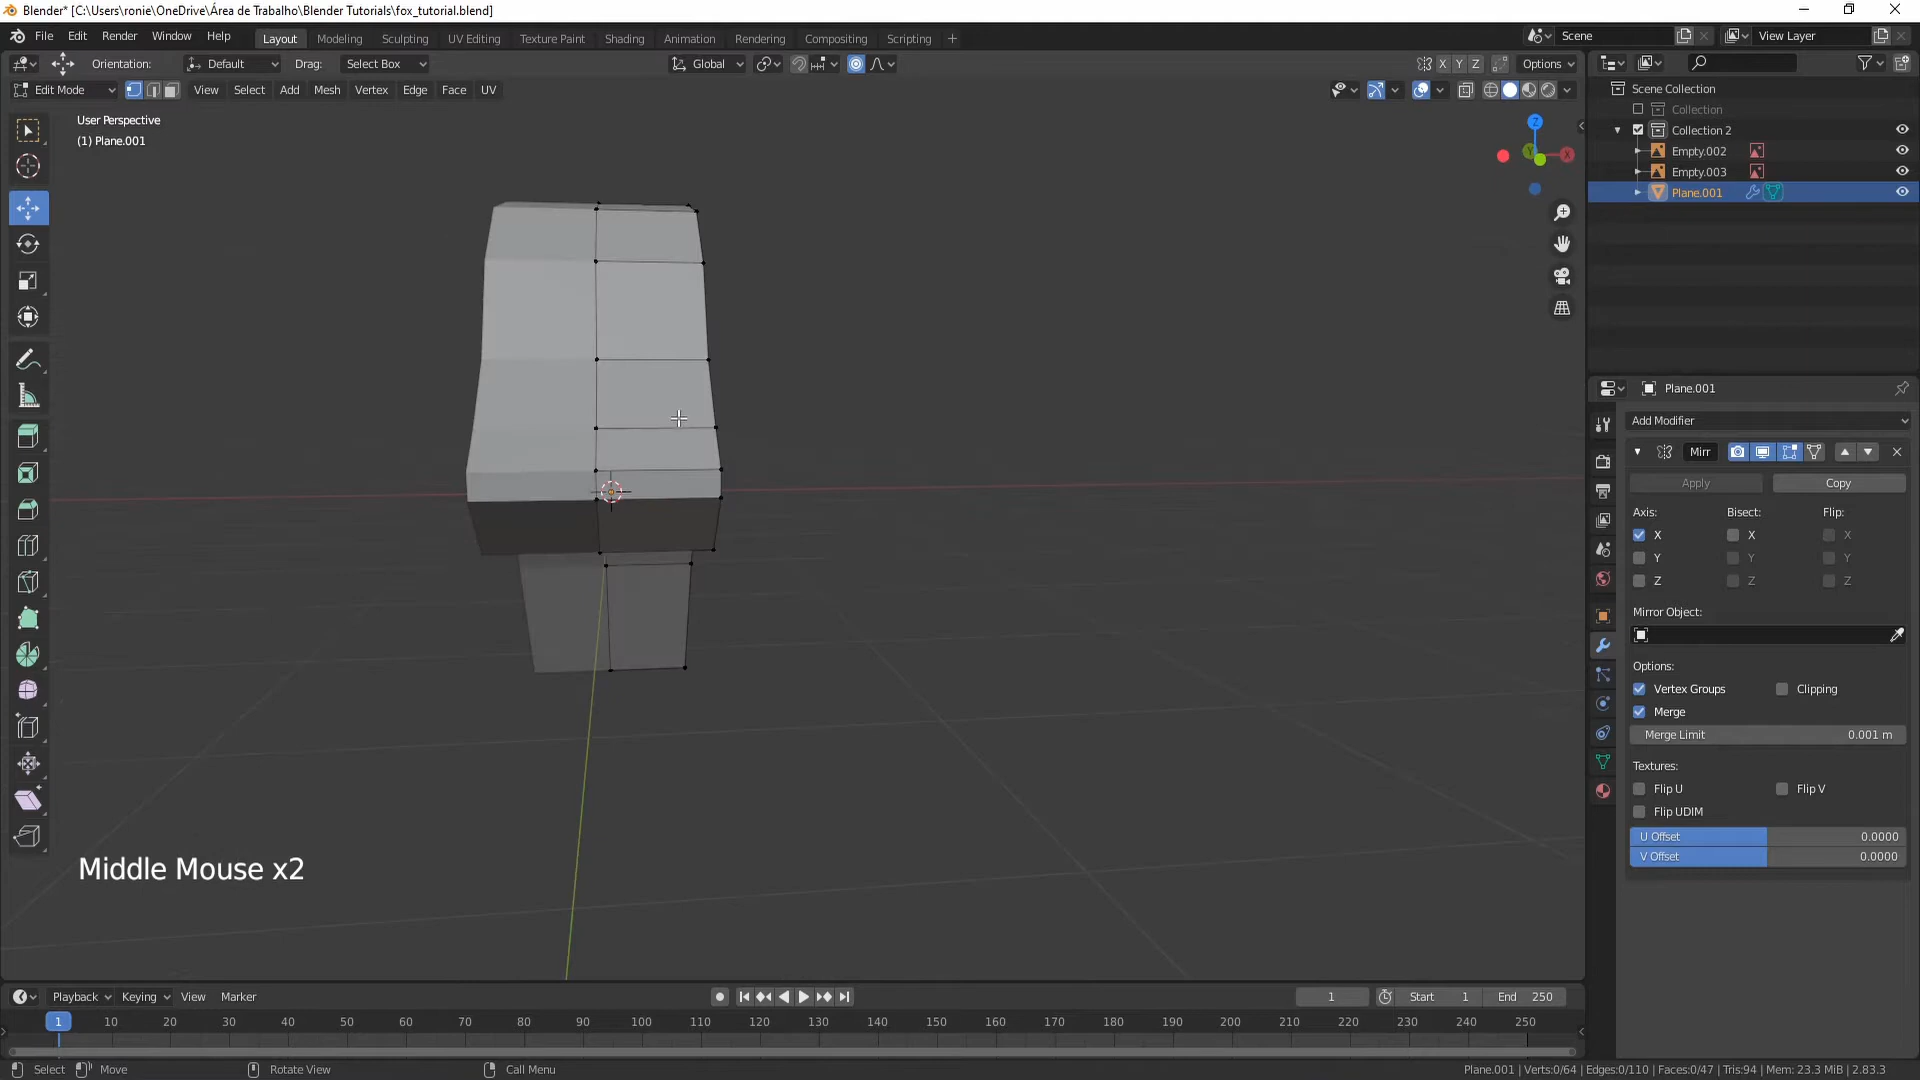 Blender* [C:\Users\ronie\OneDrive\Área de Trabalho\Blender Tutorials\fox_tutorial.blend]
File Edit Render Window Help Layout Modeling Sculpting UV Editing Texture Paint Shading Animation Rendering Compositing Scripting + Scene View Layer
Orientation: Default Drag: Select Box Global X Y Z Options
Edit Mode View Select Add Mesh Vertex Edge Face UV
User Perspective
(1) Plane.001
Z
Y
X
Scene Collection
Collection
Collection 2
Empty.002
Empty.003
Plane.001
Plane.001
Add Modifier
Mirr
Apply Copy
Axis: Bisect: Flip:
X X X
Y Y Y
Z Z Z
Mirror Object:
Options:
Vertex Groups Clipping
Merge
Merge Limit 0.001 m
Textures:
Flip U Flip V
Flip UDIM
U Offset 0.0000
V Offset 0.0000
Middle Mouse x2
Playback Keying View Marker 1 Start 1 End 250
1 10 20 30 40 50 60 70 80 90 100 110 120 130 140 150 160 170 180 190 200 210 220 230 240 250
Select Move Rotate View Call Menu Plane.001 | Verts:0/64 | Edges:0/110 | Faces:0/47 | Tris:94 | Mem: 23.3 MiB | 2.83.3